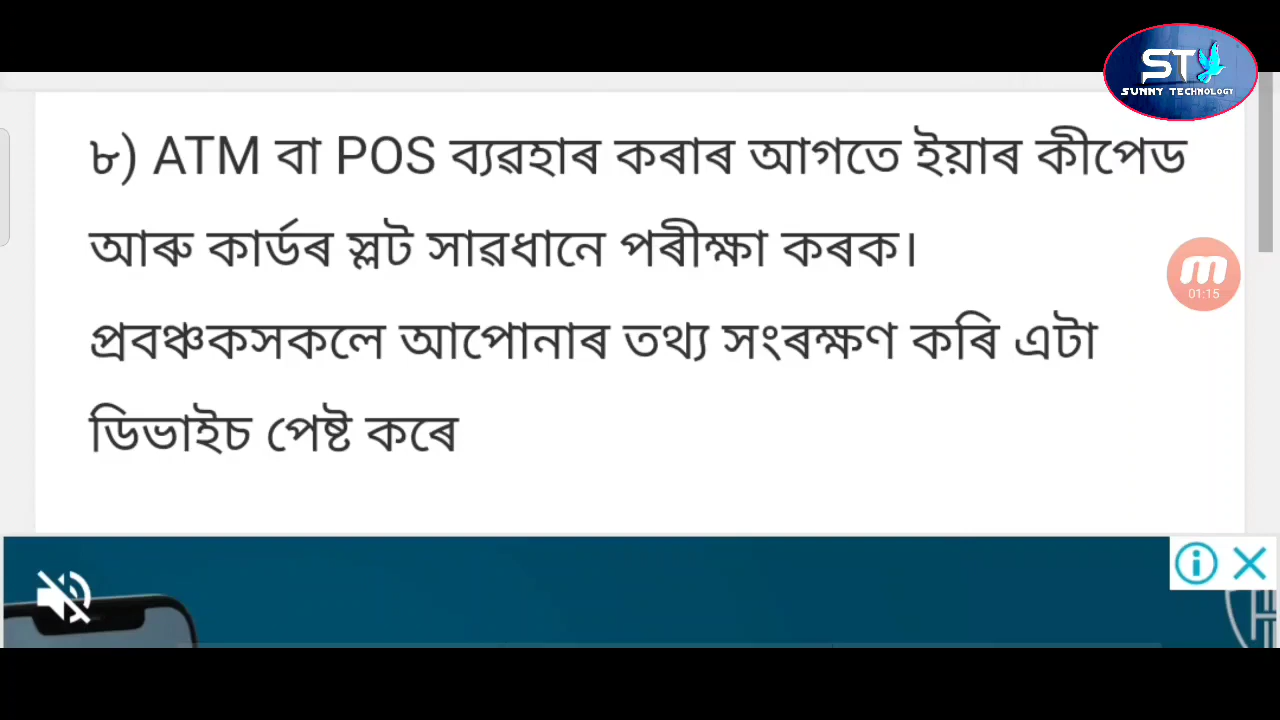 ST
SUNNY TECHNOLOGY
৮) ATM বা POS ব্যৱহাৰ কৰাৰ আগতে ইয়াৰ কীপেড
আৰু কাৰ্ডৰ স্লট সাৱধানে পৰীক্ষা কৰক।
প্ৰবঞ্চকসকলে আপোনাৰ তথ্য সংৰক্ষণ কৰি এটা
ডিভাইচ পেষ্ট কৰে
01:15